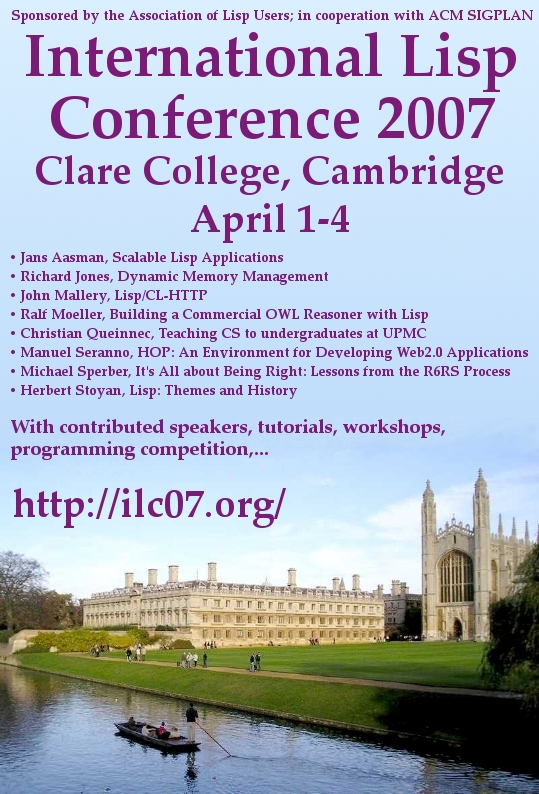 Sponsored by the Association of Lisp Users; in cooperation with ACM SIGPLAN
International Lisp
Conference 2007
Clare College, Cambridge
April 1-4
• Jans Aasman, Scalable Lisp Applications
• Richard Jones, Dynamic Memory Management
• John Mallery, Lisp/CL-HTTP
• Ralf Moeller, Building a Commercial OWL Reasoner with Lisp
• Christian Queinnec, Teaching CS to undergraduates at UPMC
• Manuel Seranno, HOP: An Environment for Developing Web2.0 Applications
• Michael Sperber, It's All about Being Right: Lessons from the R6RS Process
• Herbert Stoyan, Lisp: Themes and History
With contributed speakers, tutorials, workshops,
programming competition,...
http://ilc07.org/